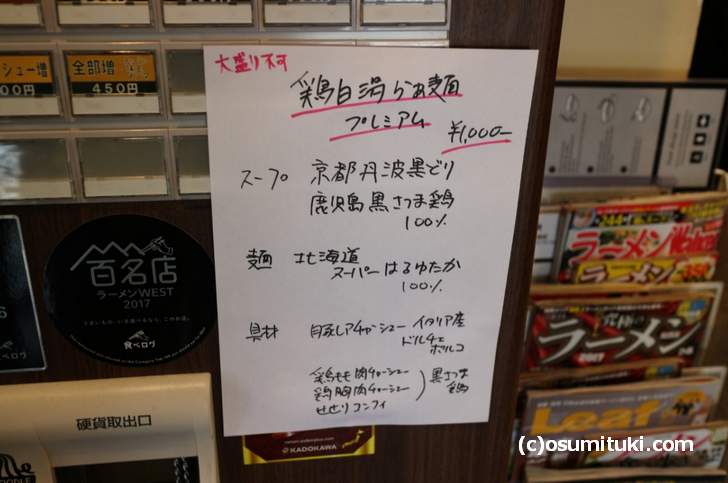 シュー増
00円
全部増
450円
大盛り不可
鶏白湯らぁ麺
プレミアム
¥1,000-
スープ 京都丹波黒どり
鹿児島黒さつま鶏
100%
麺 北海道
スーパーはるゆたか
100%
具材 肩ロースチャーシュー イタリア産
ドルチェ
ポルコ
鶏もも肉チャーシュー
鶏胸肉チャーシュー
せせりコンフィ
黒さつま
鶏
百名店
ラーメンWEST
2017
食べログ
硬貨取出口
KADOKAWA
ラーメン
ラーメン
2017
Leaf
(c)osumituki.com